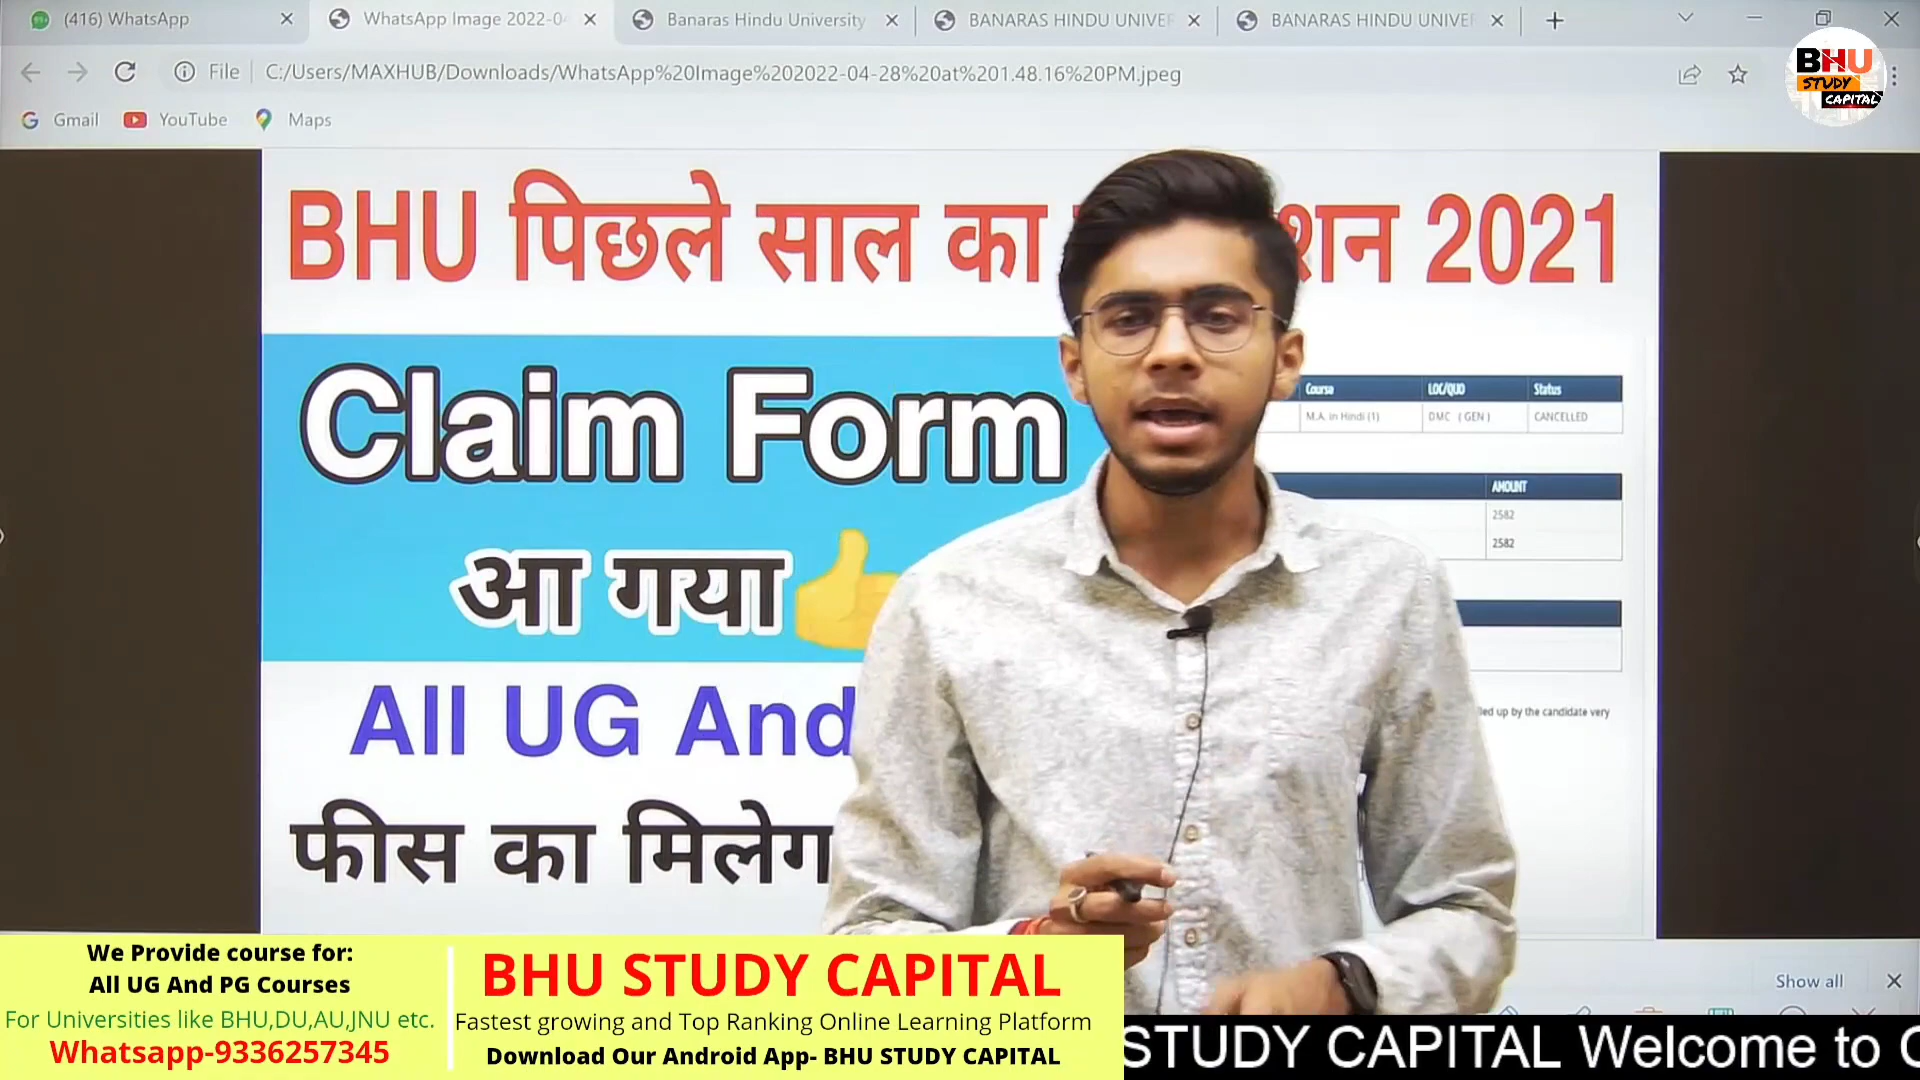 (416) WhatsApp
WhatsApp Image 2022-0
Banaras Hindu University
BANARAS HINDU UNIVER
BANARAS HINDU UNIVER
File
C:/Users/MAXHUB/Downloads/WhatsApp%20Image%202022-04-28%20at%201.48.16%20PM.jpeg
BHU
STUDY
CAPITAL
Gmail
YouTube
Maps
BHU पिछले साल का शन 2021
Claim Form
आ गया
Course LOC/QUO Status
M.A. in Hindi (1) DMC ( GEN ) CANCELLED
AMOUNT
2582
2582
All UG And
led up by the candidate very
फीस का मिलेग
Show all
We Provide course for:
All UG And PG Courses
For Universities like BHU,DU,AU,JNU etc.
Whatsapp-9336257345
BHU STUDY CAPITAL
Fastest growing and Top Ranking Online Learning Platform
Download Our Android App- BHU STUDY CAPITAL
STUDY CAPITAL Welcome to